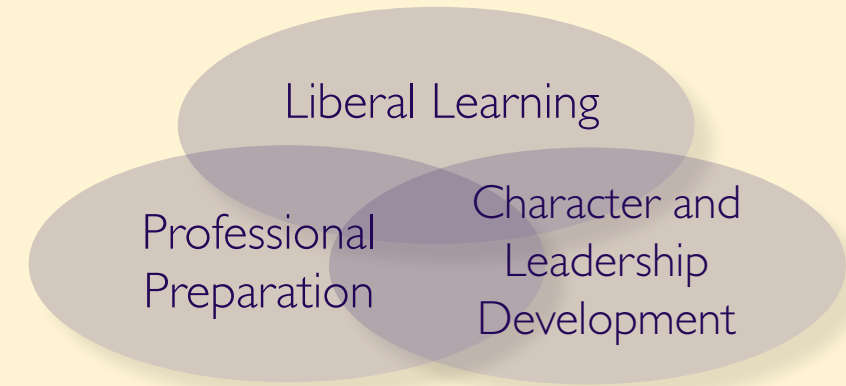 Liberal Learning
Professional
Preparation
Character and
Leadership
Development